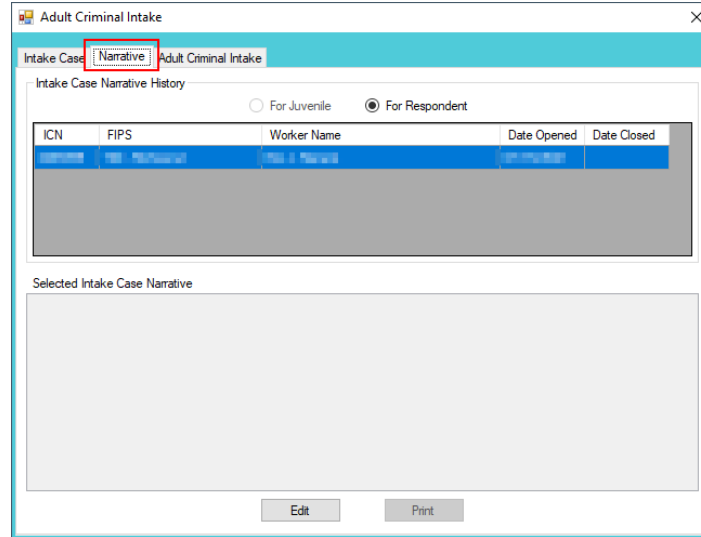 Adult Criminal Intake
Intake Case Narrative Adult Criminal Intake
Intake Case Narrative History
For Juvenile For Respondent
ICN FIPS Worker Name Date Opened Date Closed
Selected Intake Case Narrative
Edit Print